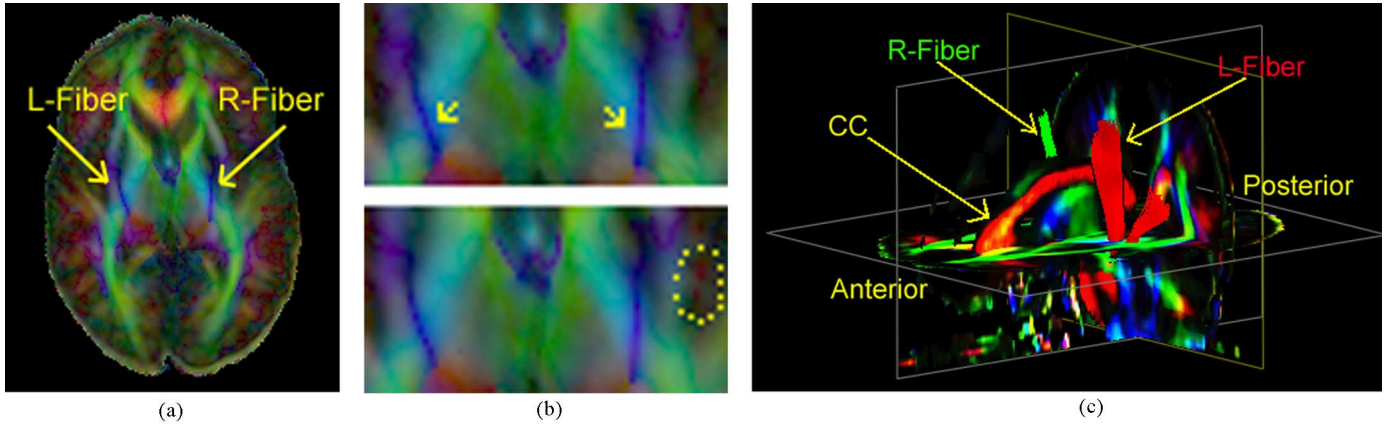 L-Fiber
R-Fiber
R-Fiber
L-Fiber
CC
Posterior
Anterior
(a)
(b)
(c)